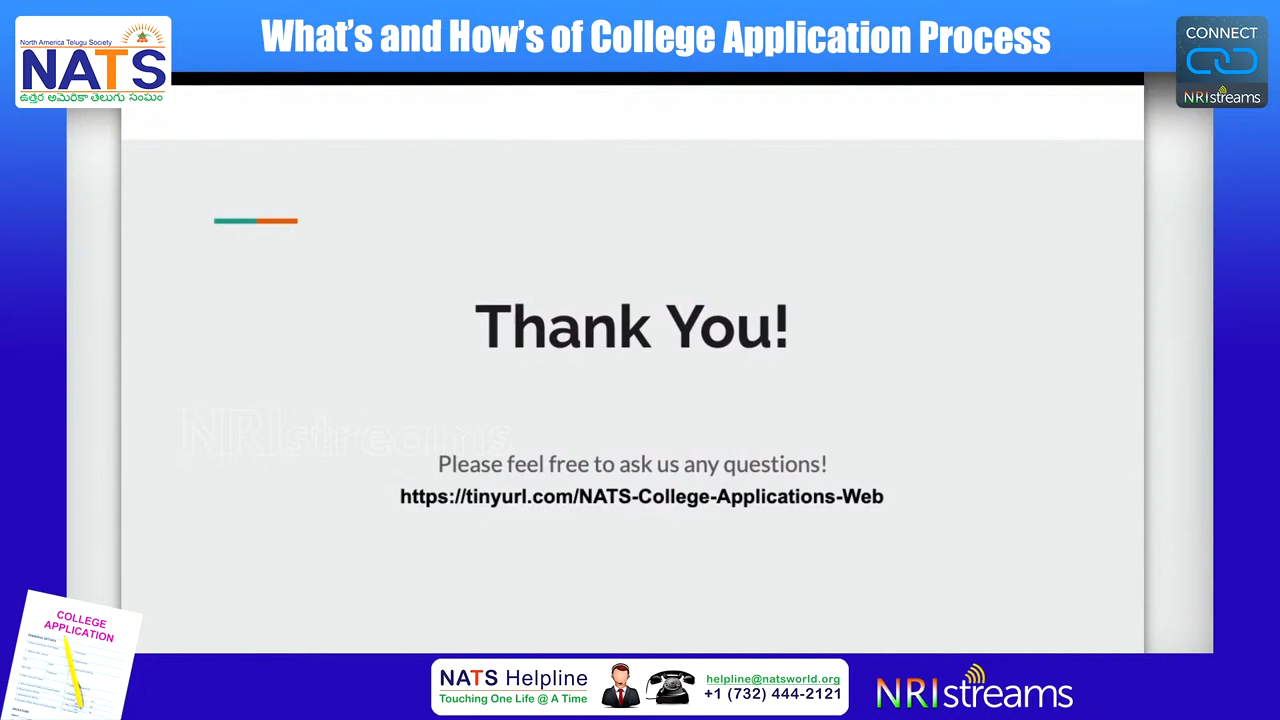 What's and How's of College Application Process
North America Telugu Society
NATS
ఉత్తర అమెరికా తెలుగు సంఘం
CONNECT
NRIstreams
Thank You!
NRIstreams
Please feel free to ask us any questions!
https://tinyurl.com/NATS-College-Applications-Web
COLLEGE
APPLICATION
NATS Helpline
Touching One Life @ A Time
helpline@natsworld.org
+1 (732) 444-2121
NRIstreams